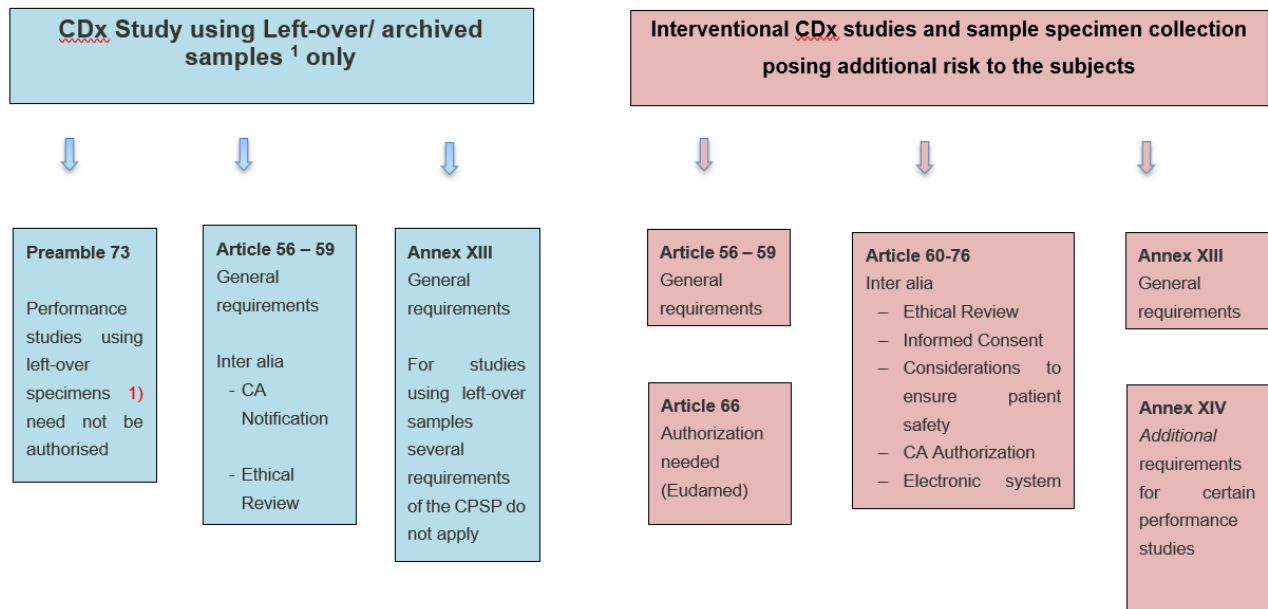 CDx Study using Left-over/ archived
samples 1 only
Preamble 73
Performance
studies using
left-over
specimens 1)
need not be
authorised
Article 56 – 59
General
requirements
Inter alia
- CA
Notification
- Ethical
Review
Annex XIII
General
requirements
For studies
using left-over
samples
several
requirements
of the CPSP do
not apply
Interventional CDx studies and sample specimen collection
posing additional risk to the subjects
Article 56 – 59
General
requirements
Article 66
Authorization
needed
(Eudamed)
Article 60-76
Inter alia
– Ethical Review
– Informed Consent
– Considerations to
ensure patient
safety
– CA Authorization
– Electronic system
Annex XIII
General
requirements
Annex XIV
Additional
requirements
for certain
performance
studies